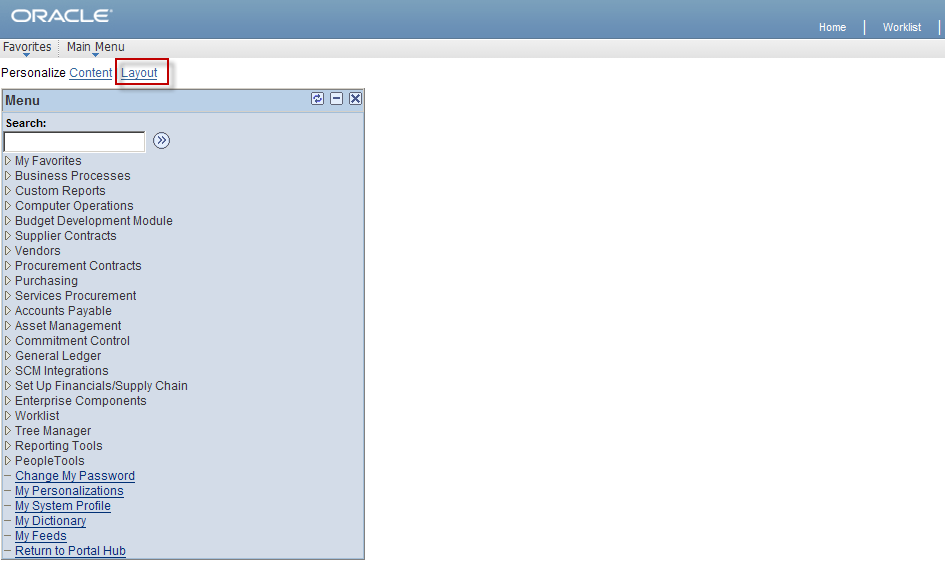 ORACLE
Home Worklist
Favorites Main Menu
Personalize Content Layout
Menu
Search:
My Favorites
Business Processes
Custom Reports
Computer Operations
Budget Development Module
Supplier Contracts
Vendors
Procurement Contracts
Purchasing
Services Procurement
Accounts Payable
Asset Management
Commitment Control
General Ledger
SCM Integrations
Set Up Financials/Supply Chain
Enterprise Components
Worklist
Tree Manager
Reporting Tools
PeopleTools
Change My Password
My Personalizations
My System Profile
My Dictionary
My Feeds
Return to Portal Hub